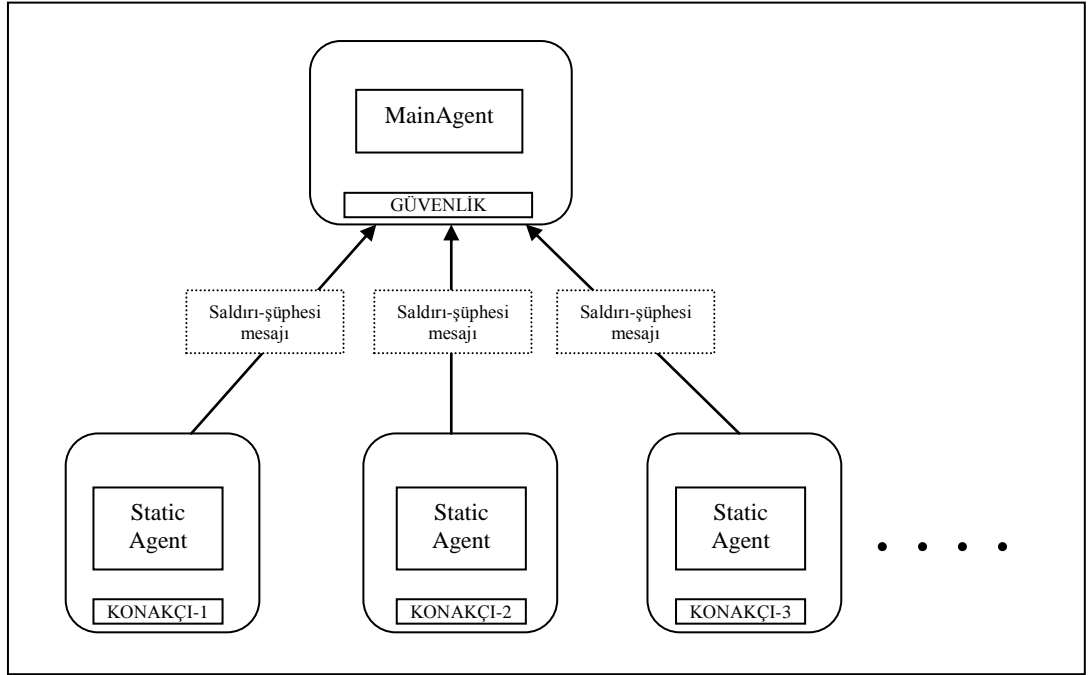 MainAgent
GÜVENLİK
Saldırı-şüphesi
mesajı
Saldırı-şüphesi
mesajı
Saldırı-şüphesi
mesajı
Static
Agent
KONAKÇI-1
Static
Agent
KONAKÇI-2
Static
Agent
KONAKÇI-3